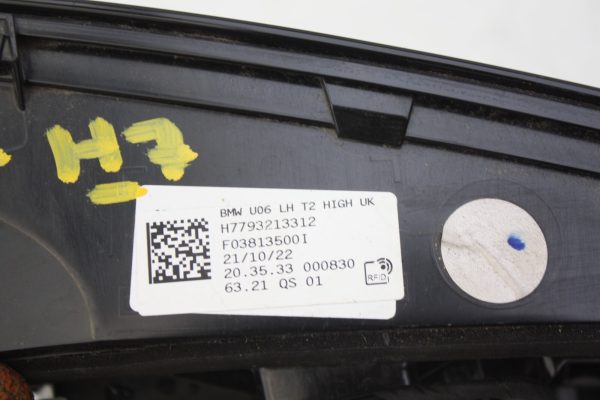 H7
BMW U06 LH T2 HIGH UK
H7793213312
F03813500I
21/10/22
20.35.33 000830
63.21 QS 01
RFID